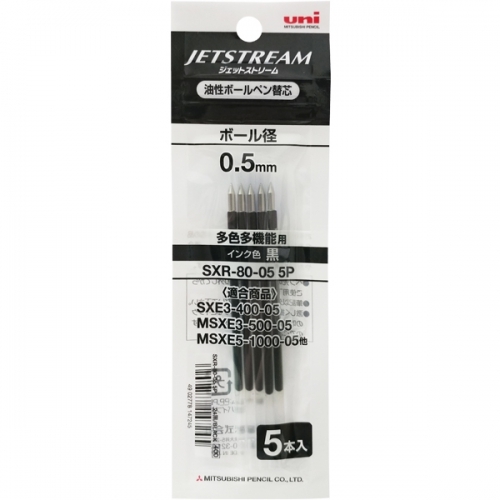 uni
MITSUBISHI PENCIL
JETSTREAM
ジェットストリーム
油性ボールペン替芯
ボール径
0.5mm
多色多機能用
インク色 黒
SXR-80-05 5P
〈適合商品〉
SXE3-400-05
MSXE3-500-05
MSXE5-1000-05他
5本入
MITSUBISHI PENCIL CO., LTD.